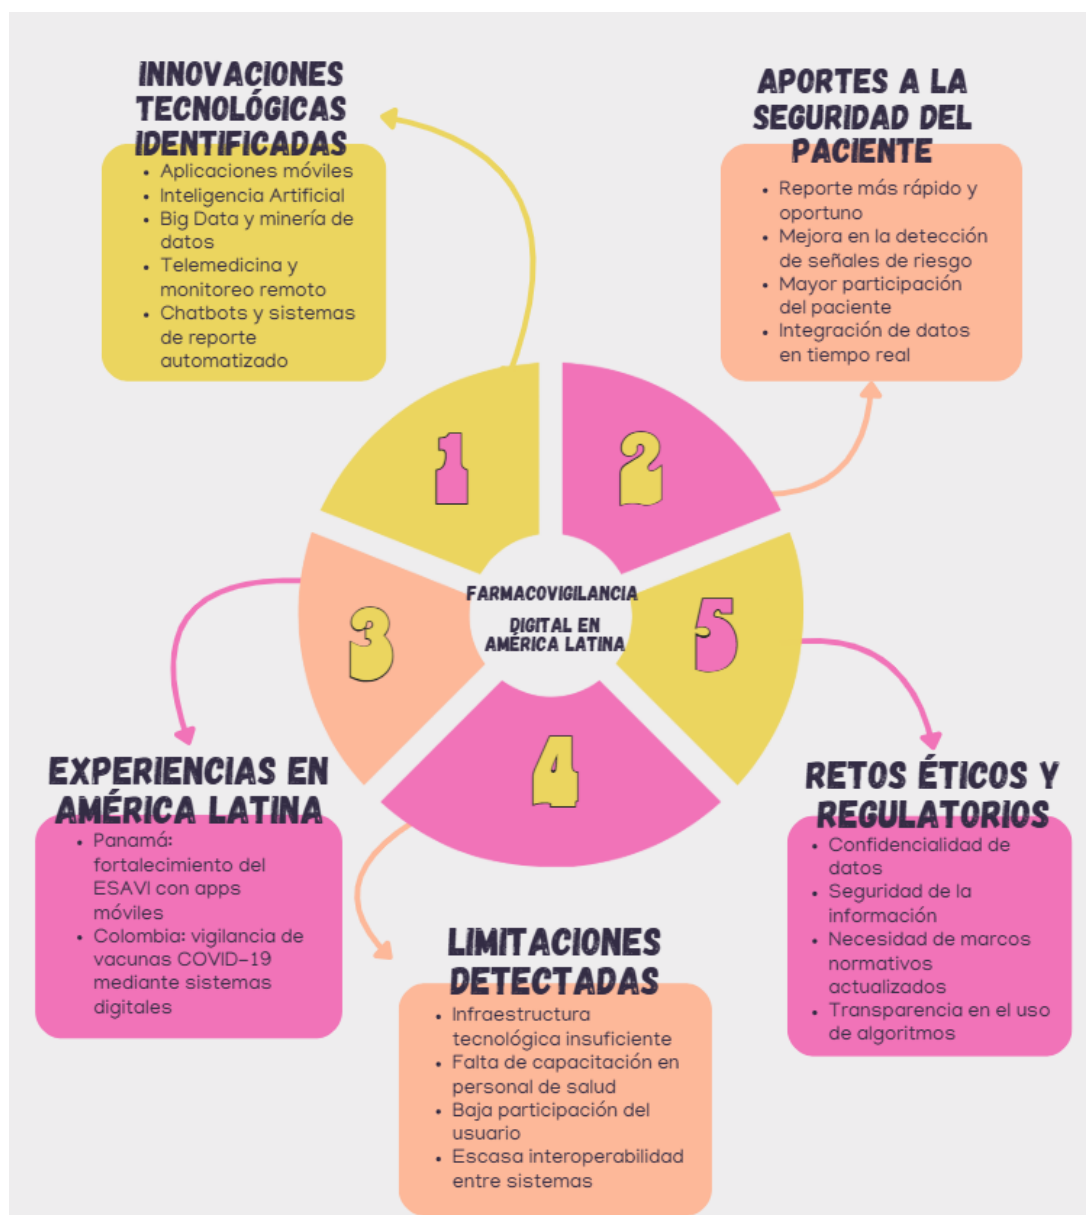 INNOVACIONES
TECNOLÓGICAS
IDENTIFICADAS
• Aplicaciones móviles
• Inteligencia Artificial
• Big Data y minería de
datos
• Telemedicina y
monitoreo remoto
• Chatbots y sistemas
de reporte
automatizado
APORTES A LA
SEGURIDAD DEL
PACIENTE
• Reporte más rápido y
oportuno
• Mejora en la detección
de señales de riesgo
• Mayor participación
del paciente
• Integración de datos
en tiempo real
1
2
3
4
5
FARMACOVIGILANCIA
DIGITAL EN
AMÉRICA LATINA
EXPERIENCIAS EN
AMÉRICA LATINA
• Panamá:
fortalecimiento del
ESAVI con apps
móviles
• Colombia: vigilancia de
vacunas COVID-19
mediante sistemas
digitales
LIMITACIONES
DETECTADAS
• Infraestructura
tecnológica insuficiente
• Falta de capacitación en
personal de salud
• Baja participación del
usuario
• Escasa interoperabilidad
entre sistemas
RETOS ÉTICOS Y
REGULATORIOS
• Confidencialidad de
datos
• Seguridad de la
información
• Necesidad de marcos
normativos
actualizados
• Transparencia en el uso
de algoritmos